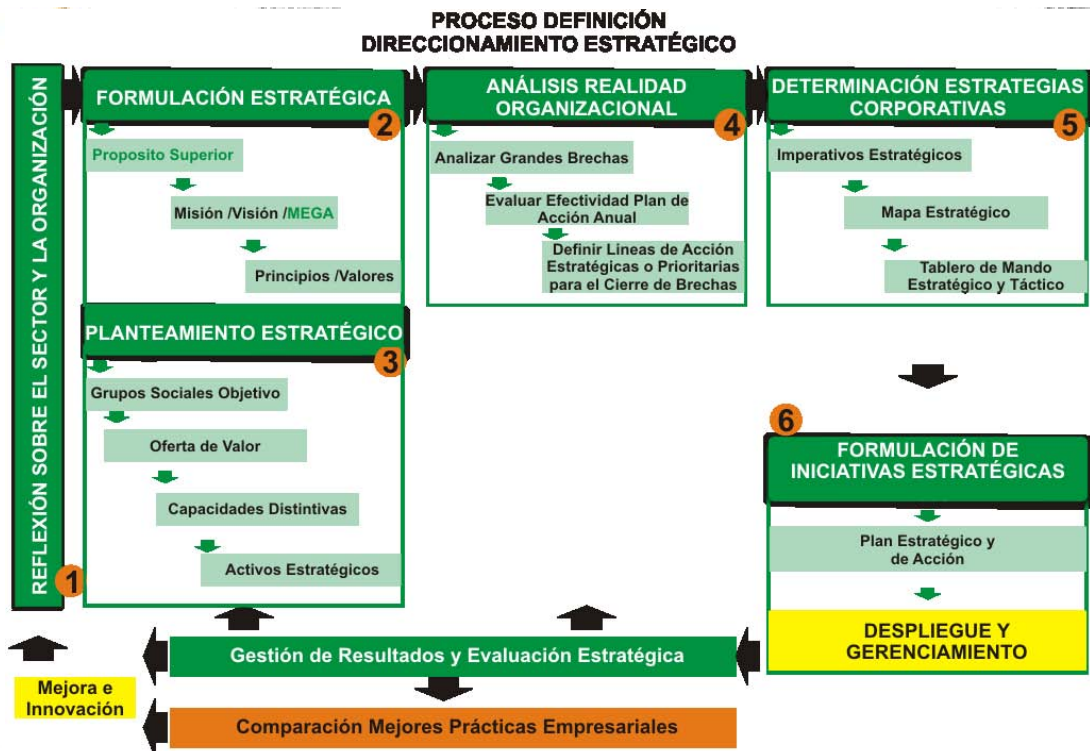 PROCESO DEFINICIÓN
DIRECCIONAMIENTO ESTRATÉGICO
REFLEXIÓN SOBRE EL SECTOR Y LA ORGANIZACIÓN
1
FORMULACIÓN ESTRATÉGICA
2
Proposito Superior
Misión /Visión /MEGA
Principios /Valores
PLANTEAMIENTO ESTRATÉGICO
3
Grupos Sociales Objetivo
Oferta de Valor
Capacidades Distintivas
Activos Estratégicos
ANÁLISIS REALIDAD
ORGANIZACIONAL
4
Analizar Grandes Brechas
Evaluar Efectividad Plan de
Acción Anual
Definir Lineas de Acción
Estratégicas o Prioritarias
para el Cierre de Brechas
DETERMINACIÓN ESTRATEGIAS
CORPORATIVAS
5
Imperativos Estratégicos
Mapa Estratégico
Tablero de Mando
Estratégico y Táctico
6
FORMULACIÓN DE
INICIATIVAS ESTRATÉGICAS
Plan Estratégico y
de Acción
DESPLIEGUE Y
GERENCIAMIENTO
Gestión de Resultados y Evaluación Estratégica
Mejora e
Innovación
Comparación Mejores Prácticas Empresariales